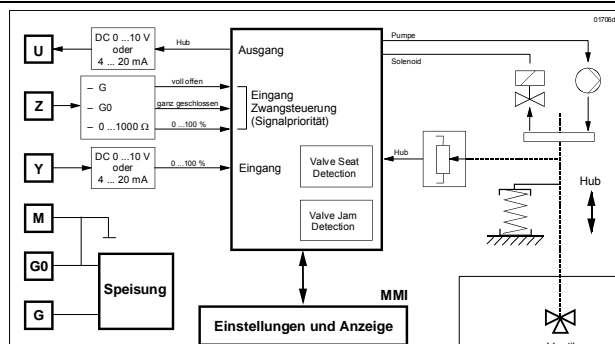 01706d
U
DC 0 ...10 V
oder
4 ... 20 mA
Hub
Ausgang
Pumpe
Solenoid
Z
– G
– G0
– 0 ...1000 Ω
voll offen
ganz geschlossen
0 ...100 %
Eingang
Zwangsteuerung
(Signalpriorität)
Y
DC 0 ...10 V
oder
4 ... 20 mA
0 ...100 %
Eingang
Valve Seat
Detection
Valve Jam
Detection
Hub
Hub
M
G0
G
Speisung
MMI
Einstellungen und Anzeige